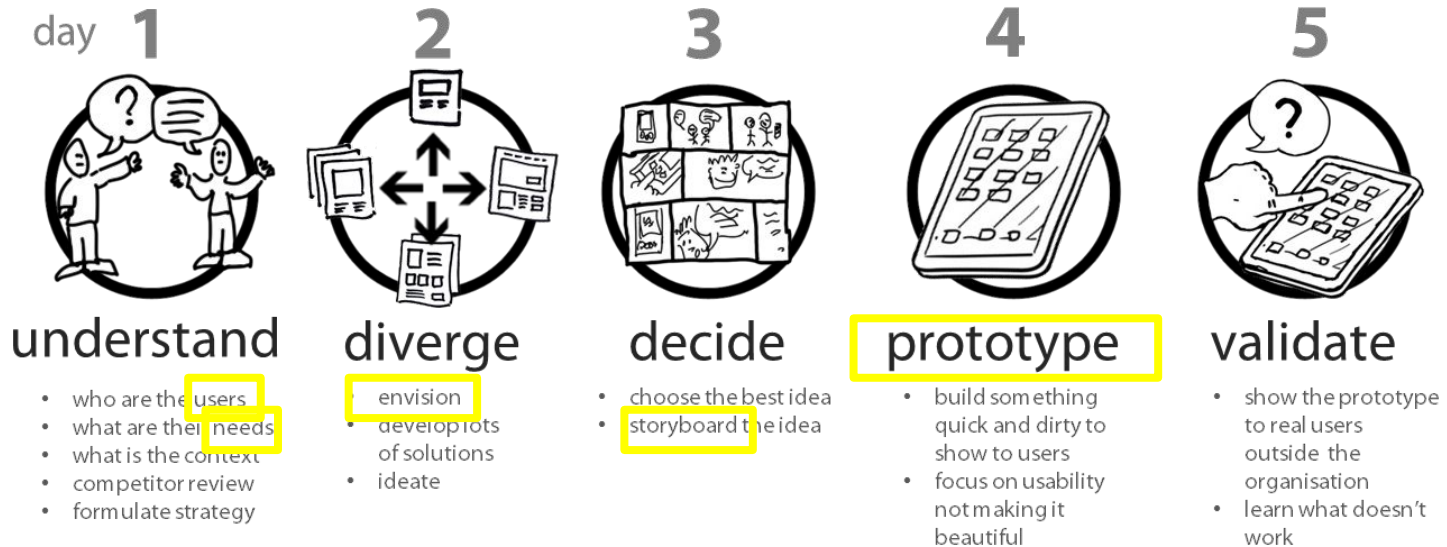 day 1 2 3 4 5
?
?
understand
• who are the users
• what are their needs
• what is the context
• competitor review
• formulate strategy
diverge
• envision
• develop lots
of solutions
• ideate
decide
• choose the best idea
• storyboard the idea
prototype
• build something
quick and dirty to
show to users
• focus on usability
not making it
beautiful
validate
• show the prototype
to real users
outside the
organisation
• learn what doesn't
work